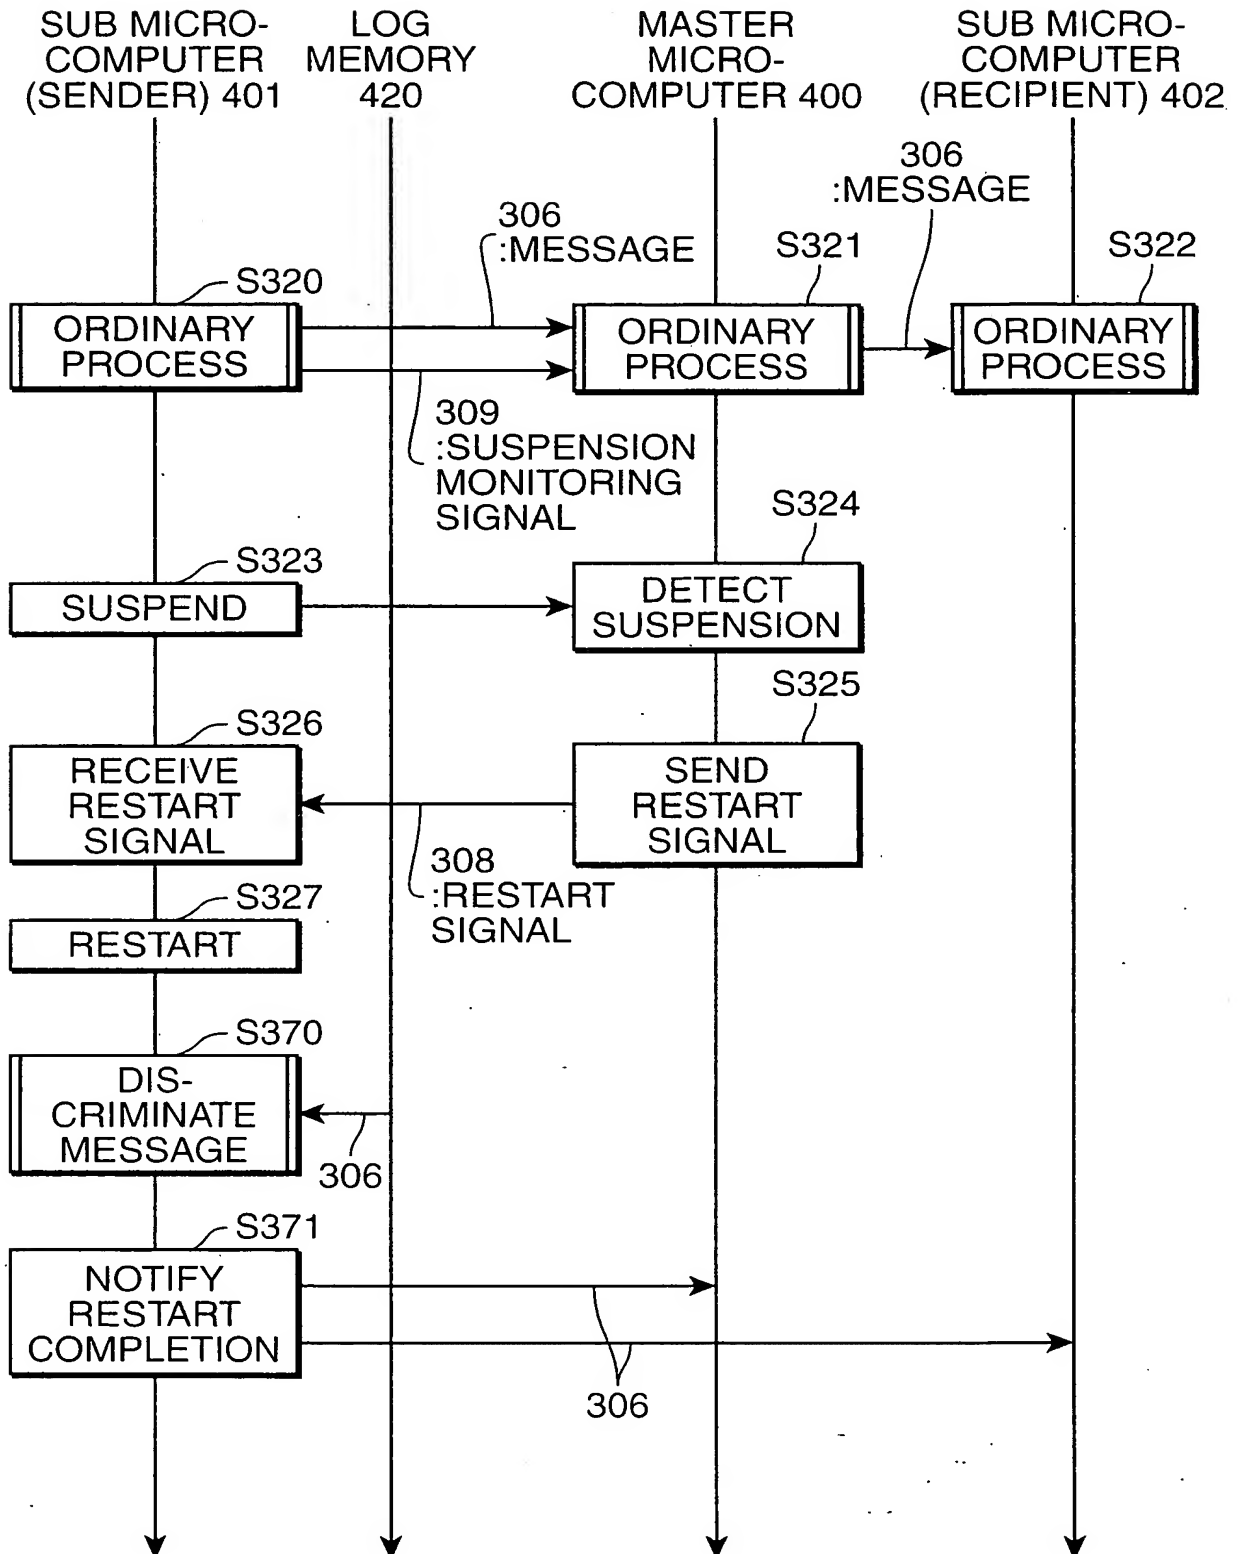 SUB MICRO-
COMPUTER
(SENDER) 401
LOG
MEMORY
420
MASTER
MICRO-
COMPUTER 400
SUB MICRO-
COMPUTER
(RECIPIENT) 402
306
:MESSAGE
306
:MESSAGE
S320
S321
S322
ORDINARY
PROCESS
ORDINARY
PROCESS
ORDINARY
PROCESS
309
:SUSPENSION
MONITORING
SIGNAL
S323
SUSPEND
S324
DETECT
SUSPENSION
S325
SEND
RESTART
SIGNAL
S326
RECEIVE
RESTART
SIGNAL
308
:RESTART
SIGNAL
S327
RESTART
S370
DIS-
CRIMINATE
MESSAGE
306
S371
NOTIFY
RESTART
COMPLETION
306